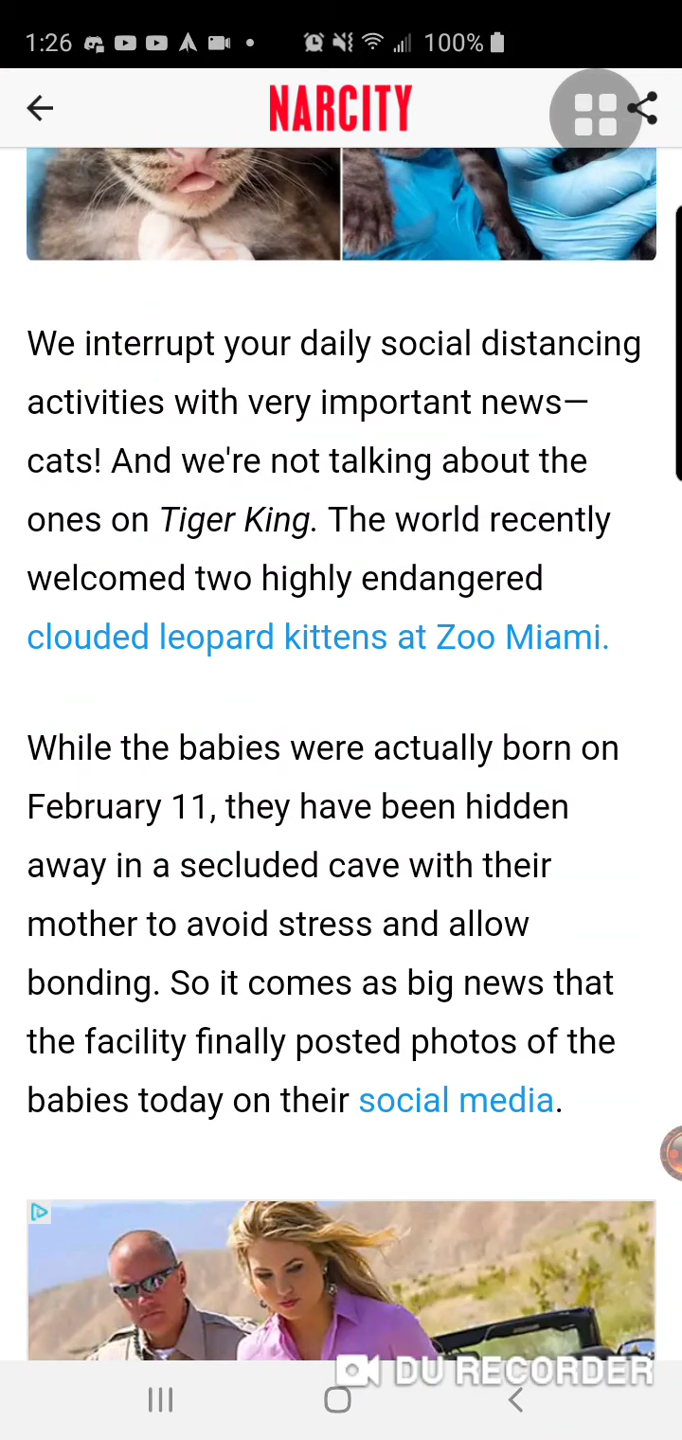 1:26 100%
NARCITY
We interrupt your daily social distancing
activities with very important news—
cats! And we're not talking about the
ones on Tiger King. The world recently
welcomed two highly endangered
clouded leopard kittens at Zoo Miami.
While the babies were actually born on
February 11, they have been hidden
away in a secluded cave with their
mother to avoid stress and allow
bonding. So it comes as big news that
the facility finally posted photos of the
babies today on their social media.
DU RECORDER